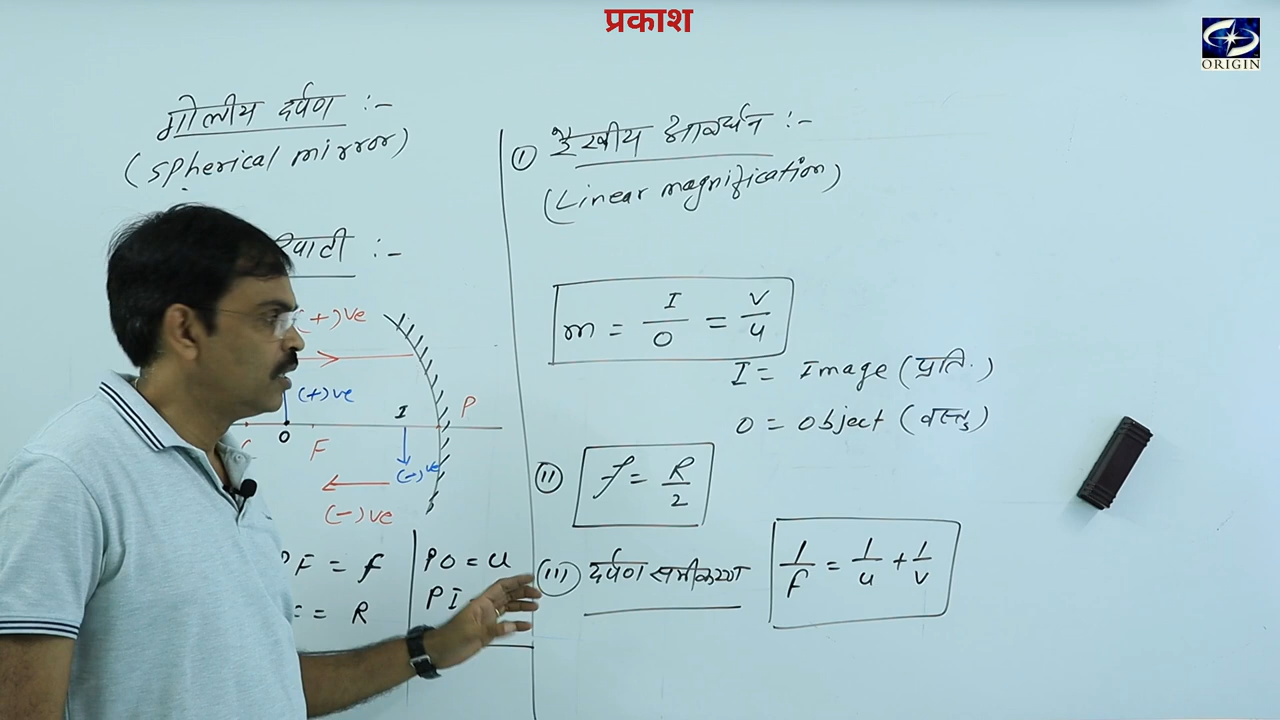 प्रकाश
ORIGIN
गोलीय दर्पण :-
(Spherical mirror)
:-
(+)ve
(+)ve
O
F
I
P
(-)ve
(-)ve
F = f
= R
PO = u
PI
(I) रैखीय आवर्धन :-
(Linear magnification)
m = I/O = v/u
I = Image (प्रति.)
O = Object (वस्तु)
(II) f = R/2
(III) दर्पण समीकरण 1/f = 1/u + 1/v